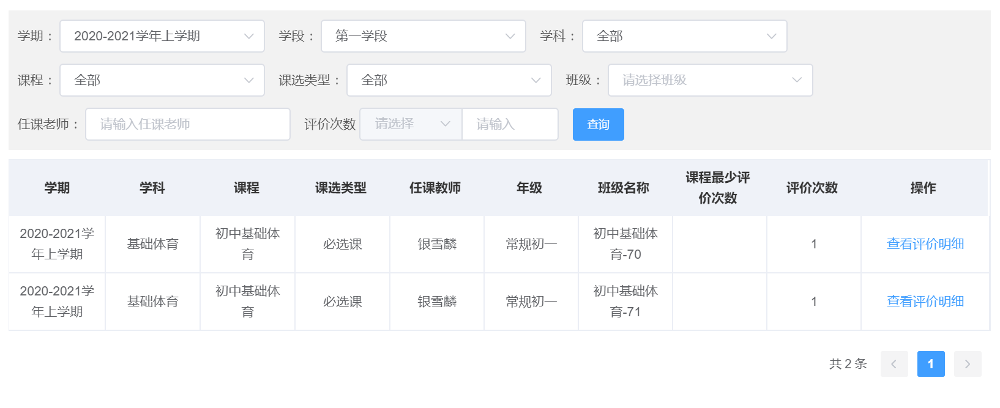 学期： 2020-2021学年上学期 学段： 第一学段 学科： 全部
课程： 全部 课选类型： 全部 班级： 请选择班级
任课老师： 请输入任课老师 评价次数 请选择 请输入 查询
学期 学科 课程 课选类型 任课教师 年级 班级名称 课程最少评
价次数 评价次数 操作
2020-2021学
年上学期 基础体育 初中基础体
育 必选课 银雪麟 常规初一 初中基础体
育-70 1 查看评价明细
2020-2021学
年上学期 基础体育 初中基础体
育 必选课 银雪麟 常规初一 初中基础体
育-71 1 查看评价明细
共 2 条 1